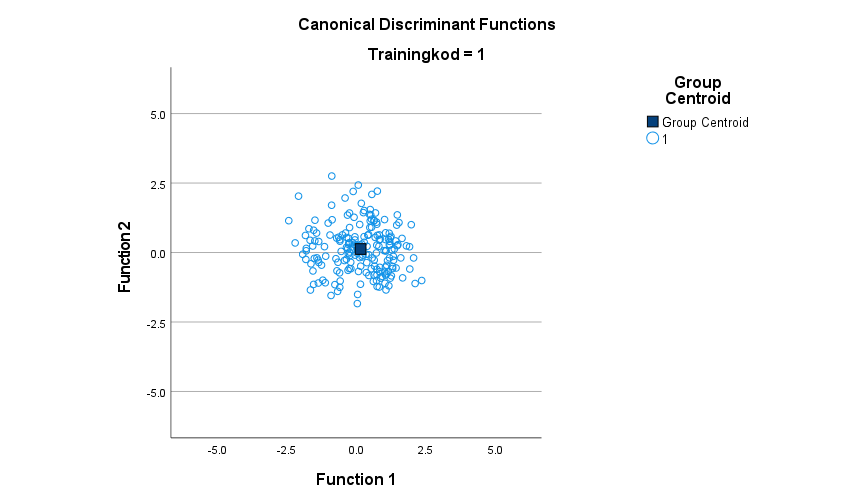 Canonical Discriminant Functions
Trainingkod = 1
Group
Centroid
Group Centroid
1
Function 2
5.0
2.5
0.0
-2.5
-5.0
-5.0
-2.5
0.0
2.5
5.0
Function 1